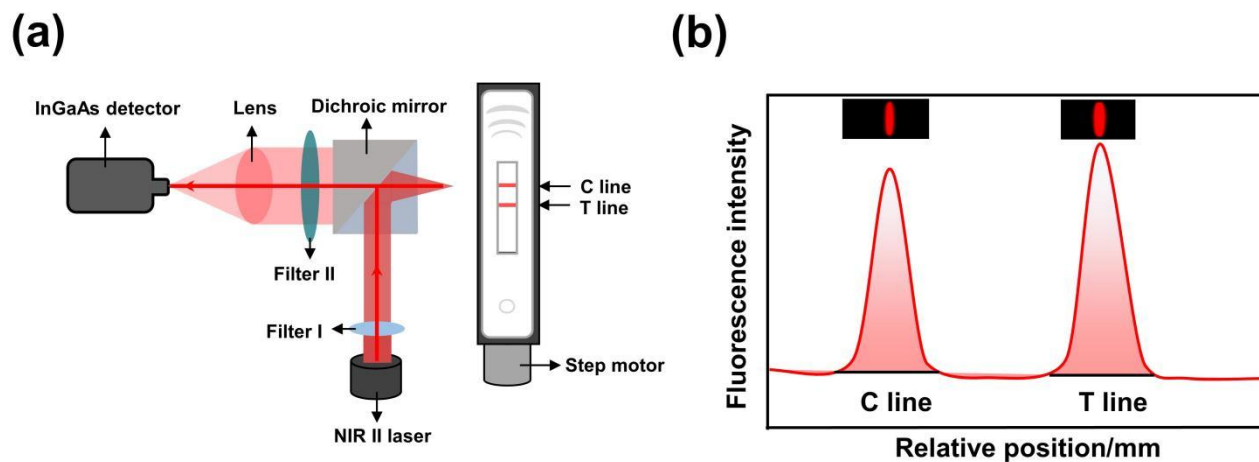 (a)
InGaAs detector
Lens
Dichroic mirror
C line
T line
Filter II
Filter I
Step motor
NIR II laser
(b)
Fluorescence intensity
C line
T line
Relative position/mm